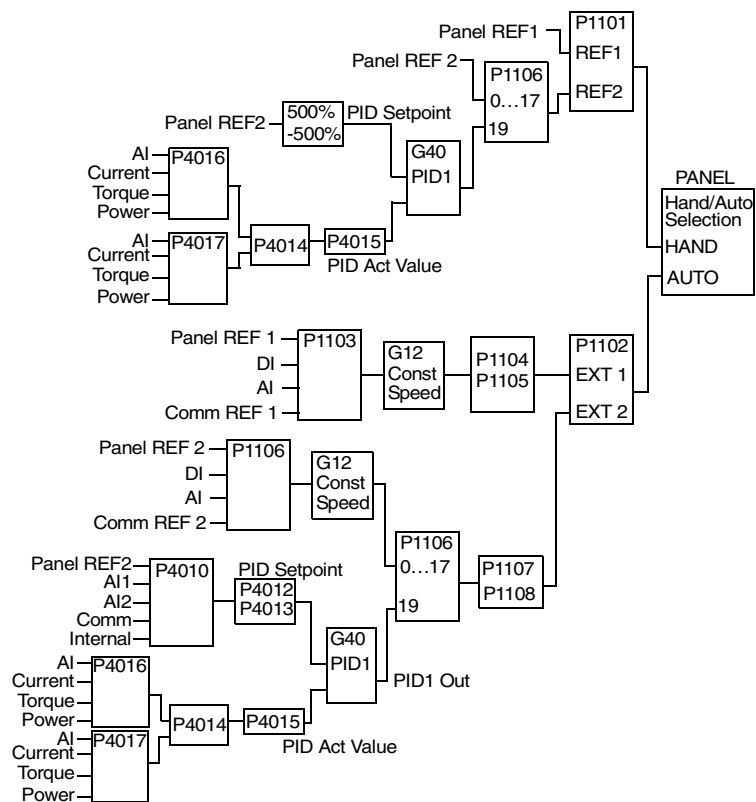 Panel REF1
P1101
REF1
REF2
Panel REF 2
P1106
0…17
19
Panel REF2
500%
-500%
PID Setpoint
G40
PID1
AI
Current
Torque
Power
P4016
AI
Current
Torque
Power
P4017
P4014
P4015
PID Act Value
PANEL
Hand/Auto
Selection
HAND
AUTO
Panel REF 1
DI
AI
Comm REF 1
P1103
G12
Const
Speed
P1104
P1105
P1102
EXT 1
EXT 2
Panel REF 2
DI
AI
Comm REF 2
P1106
G12
Const
Speed
P1106
0…17
19
P1107
P1108
Panel REF2
AI1
AI2
Comm
Internal
P4010
PID Setpoint
P4012
P4013
G40
PID1
PID1 Out
AI
Current
Torque
Power
P4016
AI
Current
Torque
Power
P4017
P4014
P4015
PID Act Value